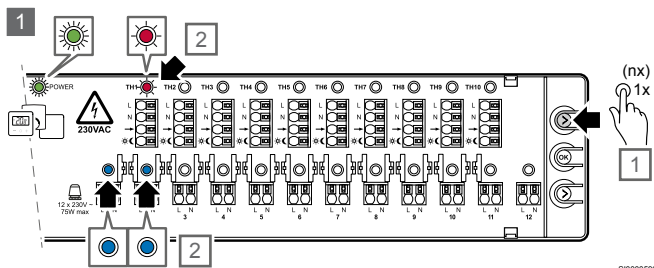 1
2
(nx)
1x
POWER
TH1
TH2
TH3
TH4
TH5
TH6
TH7
TH8
TH9
TH10
230VAC
L
N
1
OK
12 x 230V ~
75W max
L N
L N
L N
L N
L N
L N
L N
L N
L N
L N
3
4
5
6
7
8
9
10
11
12
2